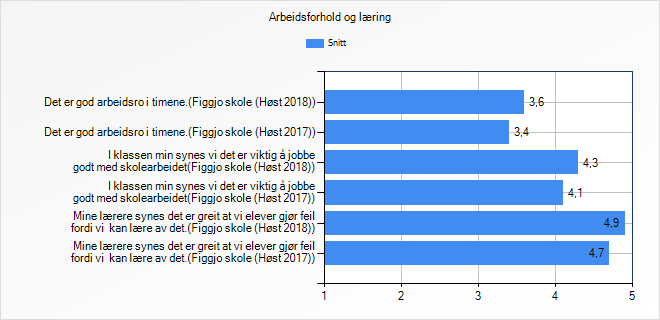 Arbeidsforhold og læring
Snitt
Det er god arbeidsro i timene.(Figgjo skole (Høst 2018))
3,6
Det er god arbeidsro i timene.(Figgjo skole (Høst 2017))
3,4
I klassen min synes vi det er viktig å jobbe
godt med skolearbeidet(Figgjo skole (Høst 2018))
4,3
I klassen min synes vi det er viktig å jobbe
godt med skolearbeidet(Figgjo skole (Høst 2017))
4,1
Mine lærere synes det er greit at vi elever gjør feil
fordi vi  kan lære av det.(Figgjo skole (Høst 2018))
4,9
Mine lærere synes det er greit at vi elever gjør feil
fordi vi  kan lære av det.(Figgjo skole (Høst 2017))
4,7
1 2 3 4 5